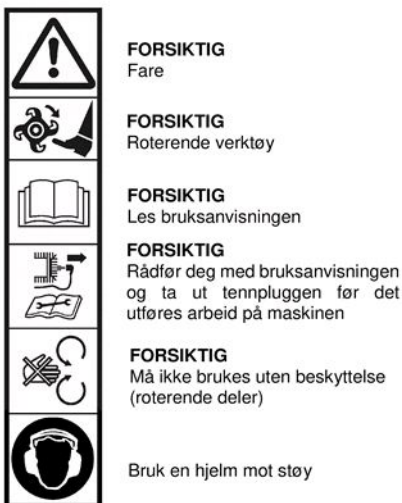 FORSIKTIG
Fare
FORSIKTIG
Roterende verktøy
FORSIKTIG
Les bruksanvisningen
FORSIKTIG
Rådfør deg med bruksanvisningen
og ta ut tennpluggen før det
utføres arbeid på maskinen
FORSIKTIG
Må ikke brukes uten beskyttelse
(roterende deler)
Bruk en hjelm mot støy